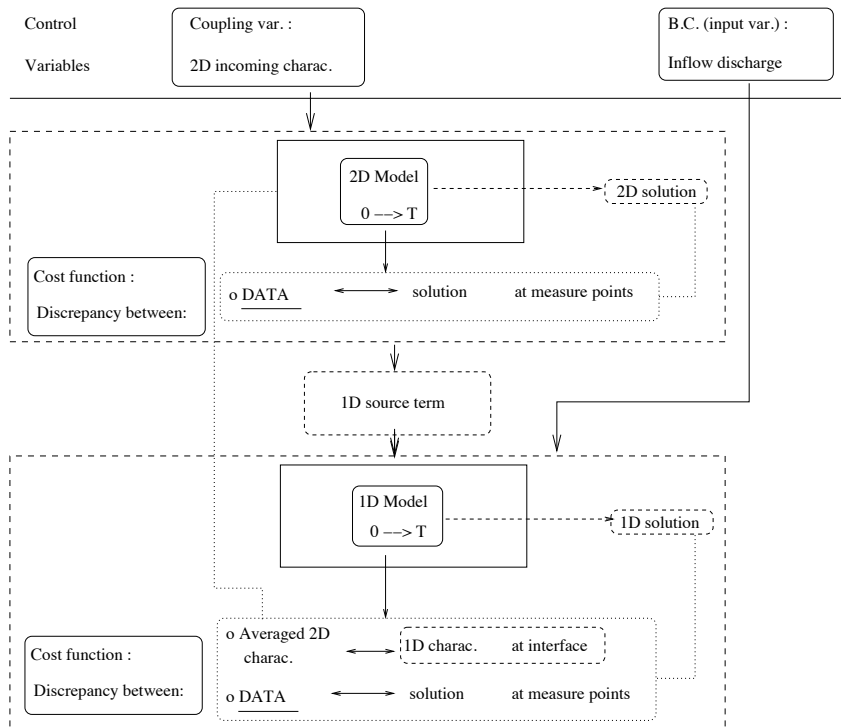 Control
Variables
Coupling var. :
2D incoming charac.
B.C. (input var.) :
Inflow discharge
2D Model
0 −−> T
2D solution
Cost function :
Discrepancy between:
o DATA
solution
at measure points
1D source term
1D Model
0 −−> T
1D solution
Cost function :
Discrepancy between:
o Averaged 2D
charac.
1D charac.
at interface
o DATA
solution
at measure points